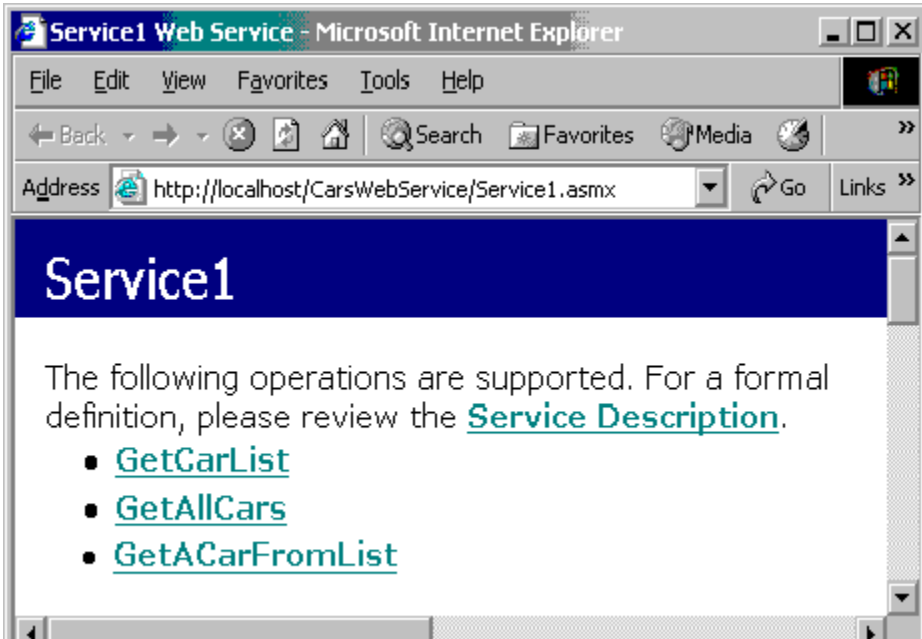 Service1 Web Service - Microsoft Internet Explorer
File Edit View Favorites Tools Help
Back Search Favorites Media »
Address http://localhost/CarsWebService/Service1.asmx Go Links »
Service1
The following operations are supported. For a formal
definition, please review the Service Description.
• GetCarList
• GetAllCars
• GetACarFromList